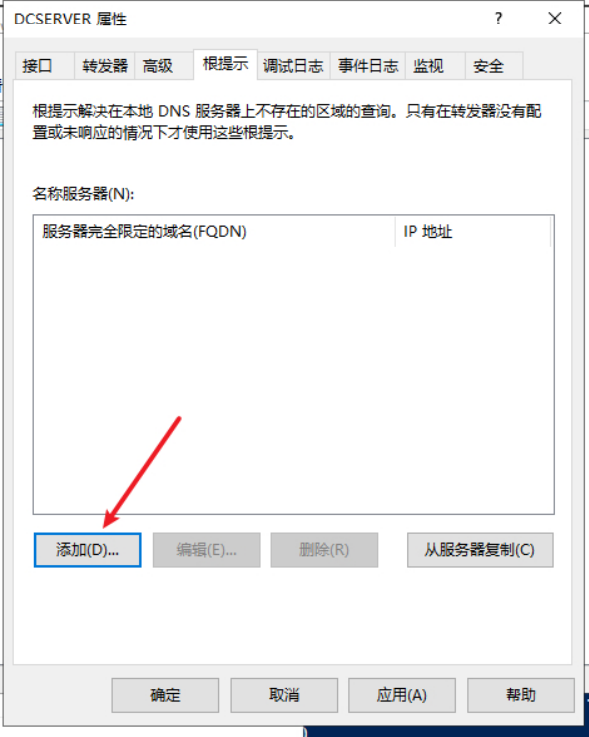 DCSERVER 属性
?
接口 转发器 高级 根提示 调试日志 事件日志 监视 安全
根提示解决在本地 DNS 服务器上不存在的区域的查询。只有在转发器没有配
置或未响应的情况下才使用这些根提示。
名称服务器(N):
服务器完全限定的域名(FQDN) IP 地址
添加(D)... 编辑(E)... 删除(R) 从服务器复制(C)
确定 取消 应用(A) 帮助